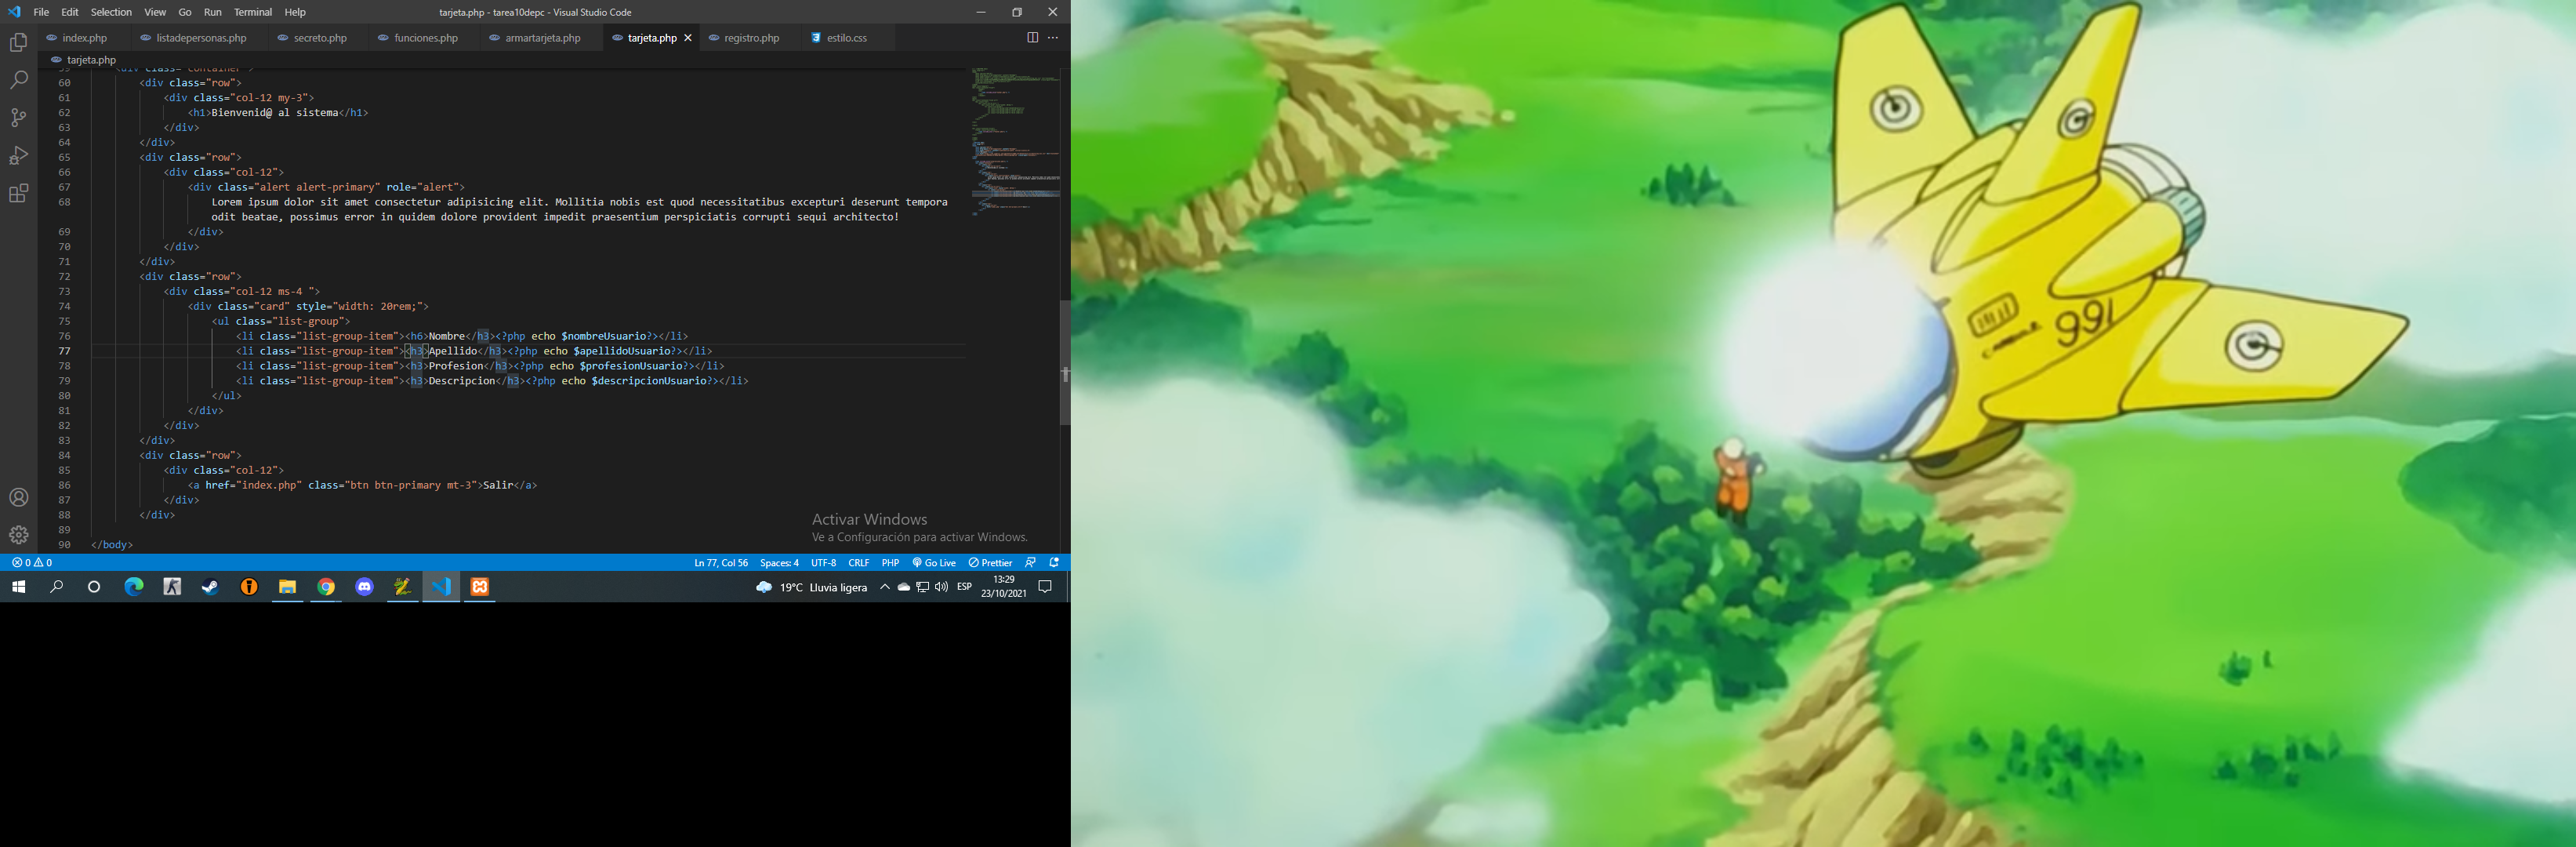 File Edit Selection View Go Run Terminal Help
tarjeta.php - tarea10depc - Visual Studio Code
index.php listadepersonas.php secreto.php funciones.php armartarjeta.php tarjeta.php registro.php estilo.css
tarjeta.php
59 <div class="container">
60 <div class="row">
61 <div class="col-12 my-3">
62 <h1>Bienvenid@ al sistema</h1>
63 </div>
64 </div>
65 <div class="row">
66 <div class="col-12">
67 <div class="alert alert-primary" role="alert">
68 Lorem ipsum dolor sit amet consectetur adipisicing elit. Mollitia nobis est quod necessitatibus excepturi deserunt tempora
odit beatae, possimus error in quidem dolore provident impedit praesentium perspiciatis corrupti sequi architecto!
69 </div>
70 </div>
71 </div>
72 <div class="row">
73 <div class="col-12 ms-4 ">
74 <div class="card" style="width: 20rem;">
75 <ul class="list-group">
76 <li class="list-group-item"><h6>Nombre</h3><?php echo $nombreUsuario?></li>
77 <li class="list-group-item"><h3>Apellido</h3><?php echo $apellidoUsuario?></li>
78 <li class="list-group-item"><h3>Profesion</h3><?php echo $profesionUsuario?></li>
79 <li class="list-group-item"><h3>Descripcion</h3><?php echo $descripcionUsuario?></li>
80 </ul>
81 </div>
82 </div>
83 </div>
84 <div class="row">
85 <div class="col-12">
86 <a href="index.php" class="btn btn-primary mt-3">Salir</a>
87 </div>
88 </div>
89
90 </body>
Activar Windows
Ve a Configuración para activar Windows.
0 0 Ln 77, Col 56 Spaces: 4 UTF-8 CRLF PHP Go Live Prettier
19°C Lluvia ligera ESP 13:29
23/10/2021
991